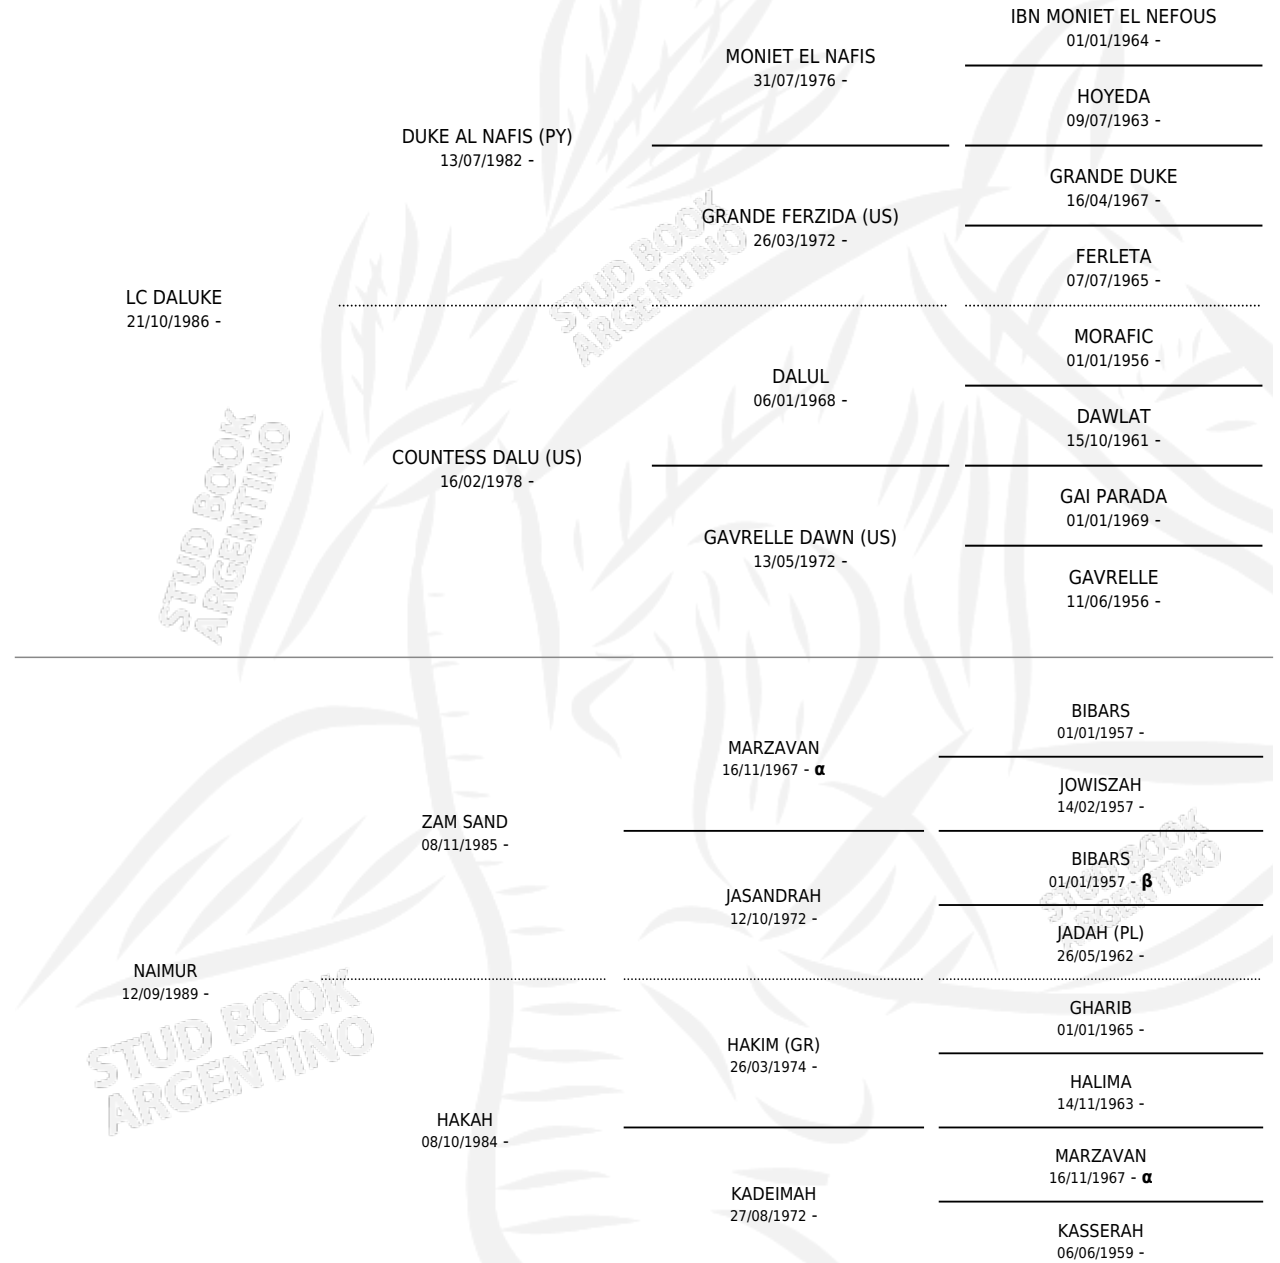 IBN MONIET EL NEFOUS
01/01/1964 -
MONIET EL NAFIS
31/07/1976 -
HOYEDA
09/07/1963 -
DUKE AL NAFIS (PY)
13/07/1982 -
GRANDE DUKE
16/04/1967 -
GRANDE FERZIDA (US)
26/03/1972 -
FERLETA
07/07/1965 -
LC DALUKE
21/10/1986 -
MORAFIC
01/01/1956 -
DALUL
06/01/1968 -
DAWLAT
15/10/1961 -
COUNTESS DALU (US)
16/02/1978 -
GAI PARADA
01/01/1969 -
GAVRELLE DAWN (US)
13/05/1972 -
GAVRELLE
11/06/1956 -
BIBARS
01/01/1957 -
MARZAVAN
16/11/1967 - α
JOWISZAH
14/02/1957 -
ZAM SAND
08/11/1985 -
BIBARS
01/01/1957 - β
JASANDRAH
12/10/1972 -
JADAH (PL)
26/05/1962 -
NAIMUR
12/09/1989 -
GHARIB
01/01/1965 -
HAKIM (GR)
26/03/1974 -
HALIMA
14/11/1963 -
HAKAH
08/10/1984 -
MARZAVAN
16/11/1967 - α
KADEIMAH
27/08/1972 -
KASSERAH
06/06/1959 -
STUD BOOK
ARGENTINO
STUD BOOK
ARGENTINO
STUD BOOK
ARGENTINO
STUD BOOK
ARGENTINO